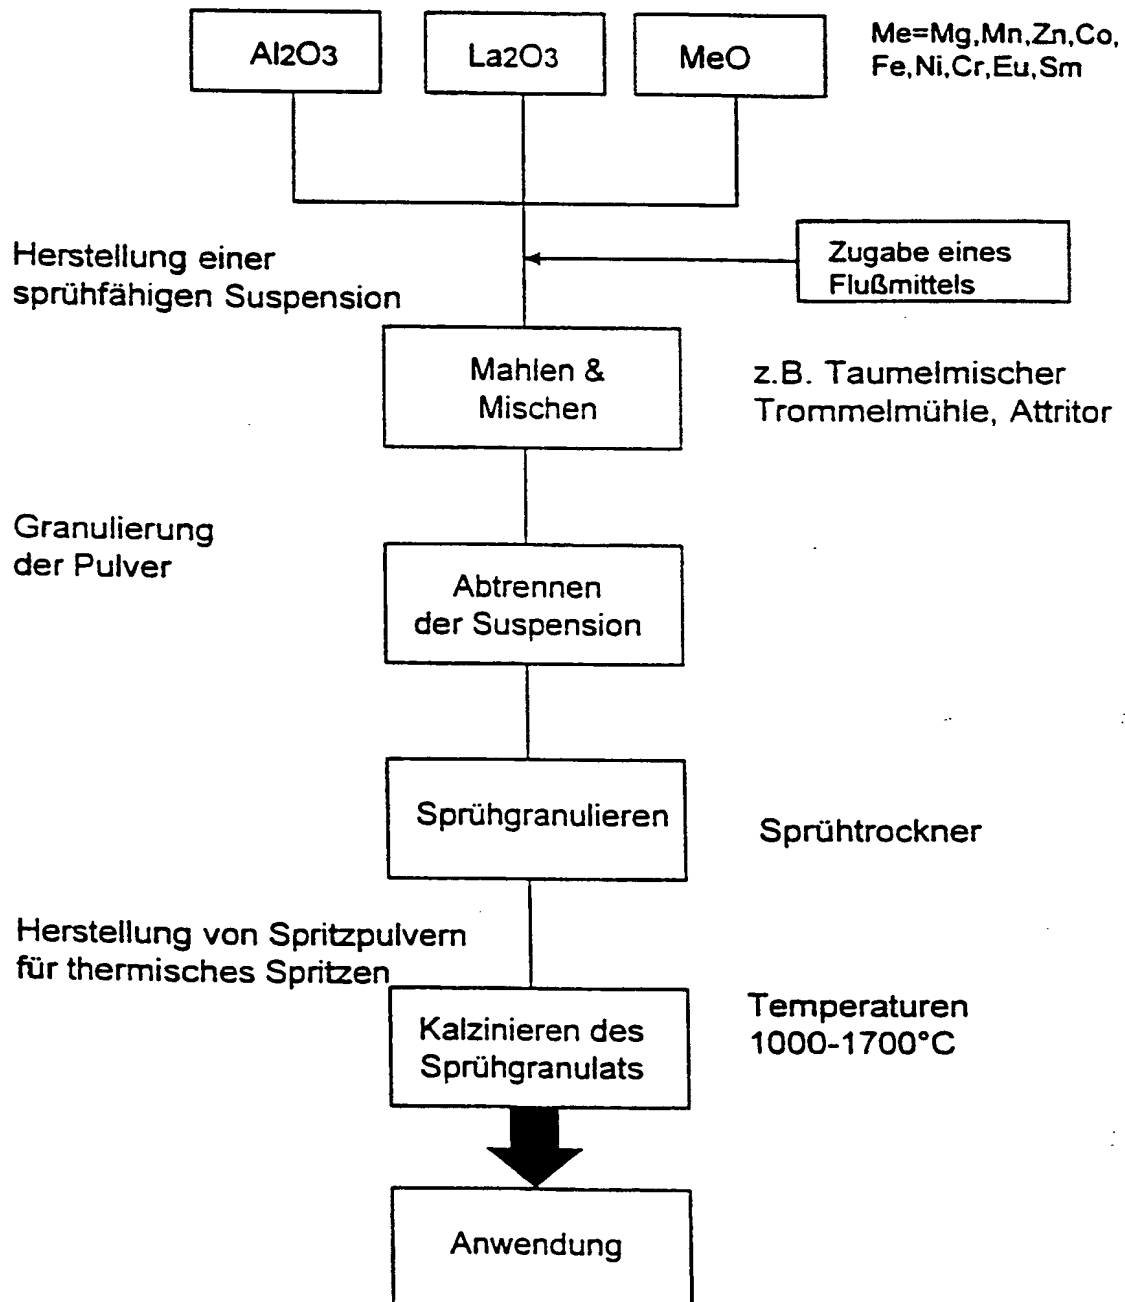 Al2O3
La2O3
MeO
Me=Mg,Mn,Zn,Co,
Fe,Ni,Cr,Eu,Sm
Herstellung einer
sprühfähigen Suspension
Zugabe eines
Flußmittels
Mahlen &
Mischen
z.B. Taumelmischer
Trommelmühle, Attritor
Granulierung
der Pulver
Abtrennen
der Suspension
Sprühgranulieren
Sprühtrockner
Herstellung von Spritzpulvern
für thermisches Spritzen
Kalzinieren des
Sprühgranulats
Temperaturen
1000-1700°C
Anwendung